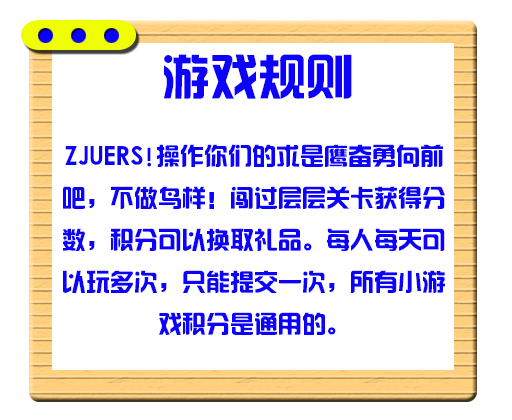 游戏规则
ZJUERS!操作你们的求是鹰奋勇向前
吧，不做鸟样！闯过层层关卡获得分
数，积分可以换取礼品。每人每天可
以玩多次，只能提交一次，所有小游
戏积分是通用的。